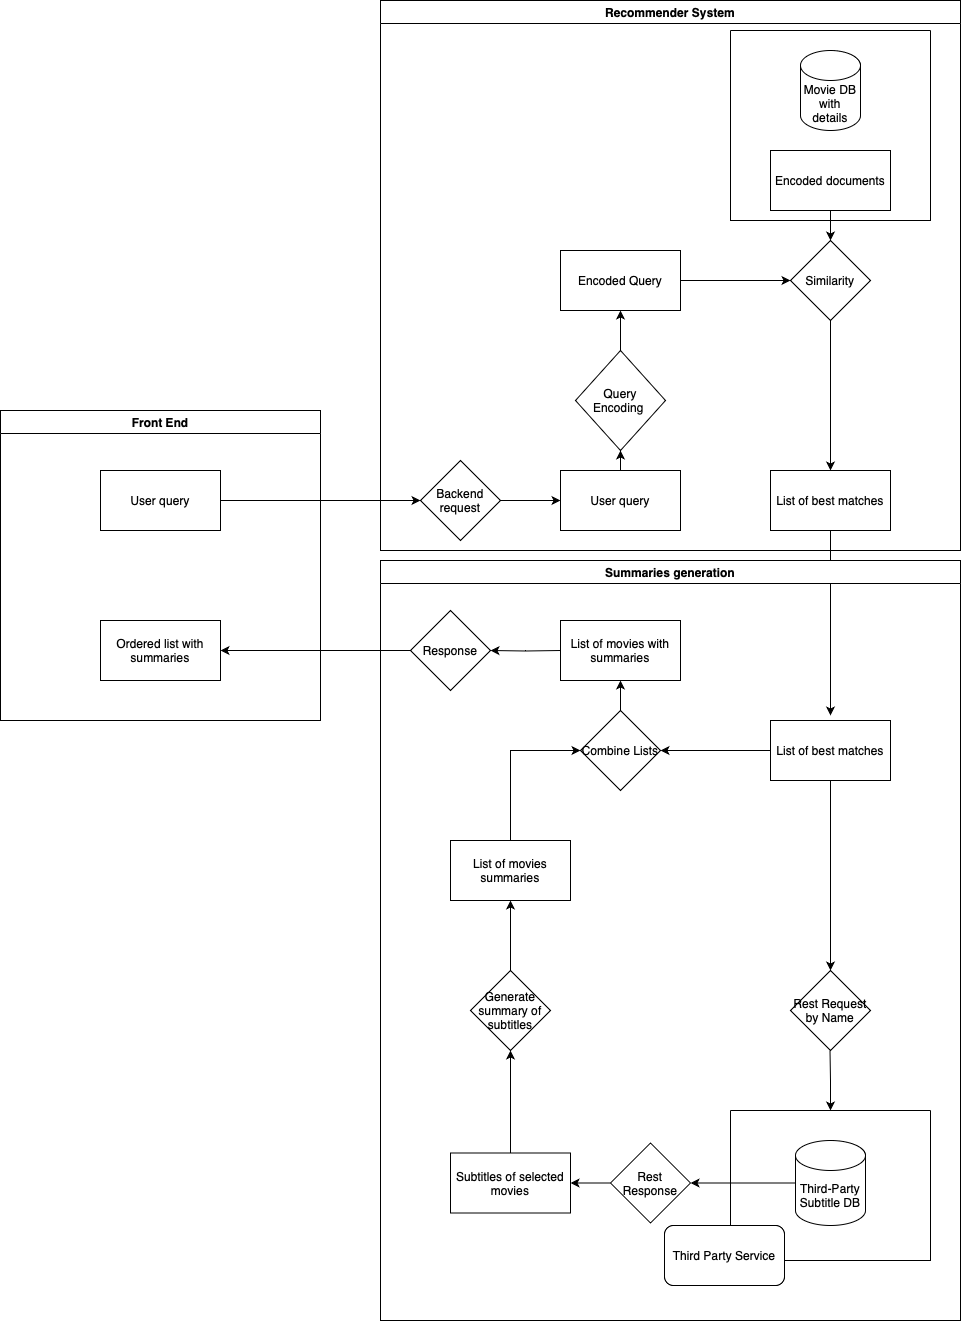 Recommender System
Movie DB
with
details
Encoded documents
Encoded Query
Similarity
Query
Encoding
Front End
User query
Backend
request
User query
List of best matches
Summaries generation
Ordered list with
summaries
Response
List of movies with
summaries
Combine Lists
List of best matches
List of movies
summaries
Generate
summary of
subtitles
Rest Request
by Name
Subtitles of selected
movies
Rest
Response
Third-Party
Subtitle DB
Third Party Service